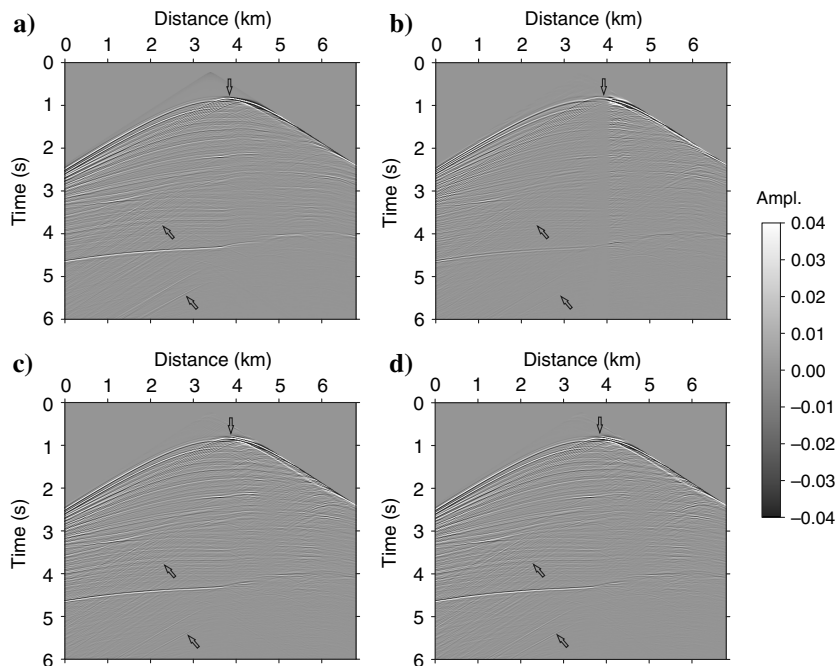 Distance (km)
Distance (km)
a)
b)
0 1 2 3 4 5 6
0 1 2 3 4 5 6
0
1
2
3
4
5
6
Time (s)
0
1
2
3
4
5
6
Time (s)
Ampl.
0.04
0.03
0.02
0.01
0.00
−0.01
−0.02
−0.03
−0.04
Distance (km)
Distance (km)
c)
d)
0 1 2 3 4 5 6
0 1 2 3 4 5 6
0
1
2
3
4
5
6
Time (s)
0
1
2
3
4
5
6
Time (s)